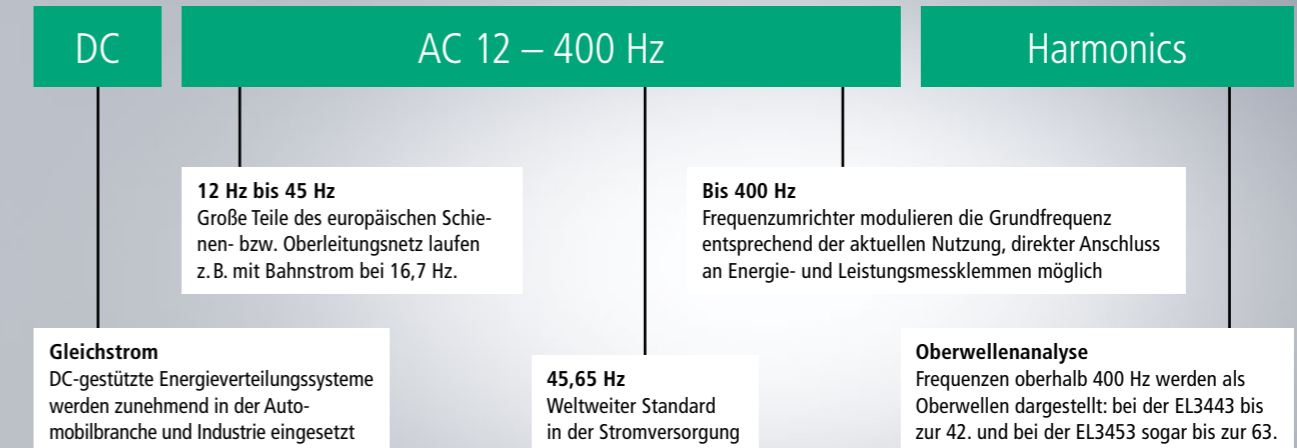 DC
AC 12 – 400 Hz
Harmonics
12 Hz bis 45 Hz
Große Teile des europäischen Schie-
nen- bzw. Oberleitungsnetz laufen
z. B. mit Bahnstrom bei 16,7 Hz.
Bis 400 Hz
Frequenzumrichter modulieren die Grundfrequenz
entsprechend der aktuellen Nutzung, direkter Anschluss
an Energie- und Leistungsmessklemmen möglich
Gleichstrom
DC-gestützte Energieverteilungssysteme
werden zunehmend in der Auto-
mobilbranche und Industrie eingesetzt
45,65 Hz
Weltweiter Standard
in der Stromversorgung
Oberwellenanalyse
Frequenzen oberhalb 400 Hz werden als
Oberwellen dargestellt: bei der EL3443 bis
zur 42. und bei der EL3453 sogar bis zur 63.